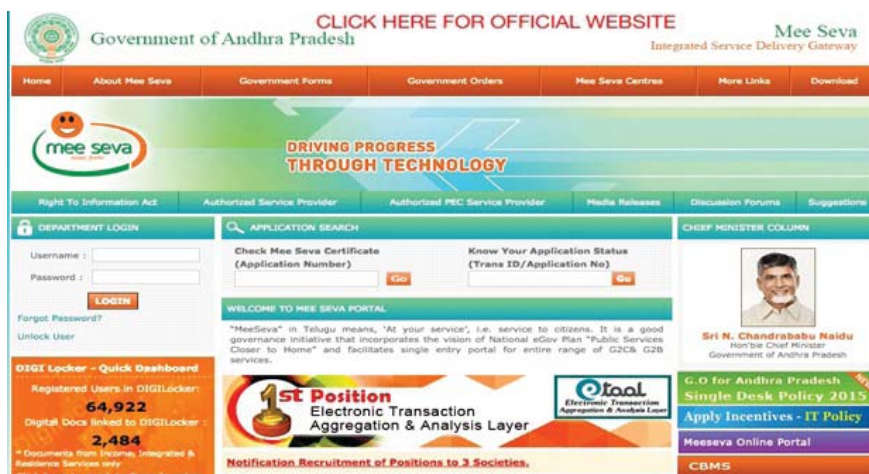 CLICK HERE FOR OFFICIAL WEBSITE
Government of Andhra Pradesh
Mee Seva
Integrated Service Delivery Gateway
Home About Mee Seva Government Forms Government Orders Mee Seva Centres More Links Download
mee seva
DRIVING PROGRESS
THROUGH TECHNOLOGY
Right To Information Act Authorized Service Provider Authorized PEC Service Provider Media Releases Discussion Forums Suggestions
DEPARTMENT LOGIN
Username :
Password :
LOGIN
Forgot Password?
Unlock User
DIGI Locker - Quick Dashboard
Registered Users in DIGILocker:
64,922
Digital Docs linked to DIGILocker :
2,484
* Documents from Income, Integrated &
Residence Services only
APPLICATION SEARCH
Check Mee Seva Certificate
(Application Number)
Go
Know Your Application Status
(Trans ID/Application No)
Go
WELCOME TO MEE SEVA PORTAL
"MeeSeva" in Telugu means, 'At your service', i.e. service to citizens. It is a good
governance initiative that incorporates the vision of National eGov Plan "Public Services
Closer to Home" and facilitates single entry portal for entire range of G2C& G2B
services.
1st Position
Electronic Transaction
Aggregation & Analysis Layer
etaal
Electronic Transaction
Aggregation & Analysis Layer
Notification Recruitment of Positions to 3 Societies.
CHIEF MINISTER COLUMN
Sri N. Chandrababu Naidu
Hon'ble Chief Minister
Government of Andhra Pradesh
G.O for Andhra Pradesh
Single Desk Policy 2015
Apply Incentives - IT Policy
Meeseva Online Portal
CBMS